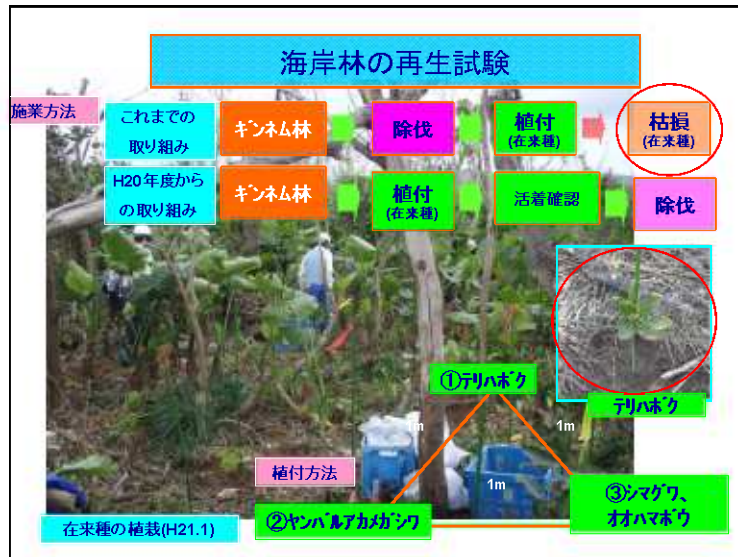 海岸林の再生試験
施業方法
これまでの
取り組み
ギンネム林
除伐
植付
(在来種)
枯損
(在来種)
H20年度から
の取り組み
ギンネム林
植付
(在来種)
活着確認
除伐
①テリハボク
テリハボク
1m
1m
1m
植付方法
②ヤンバルアカメガシワ
③シマグワ、
オオハマボウ
在来種の植栽(H21.1)